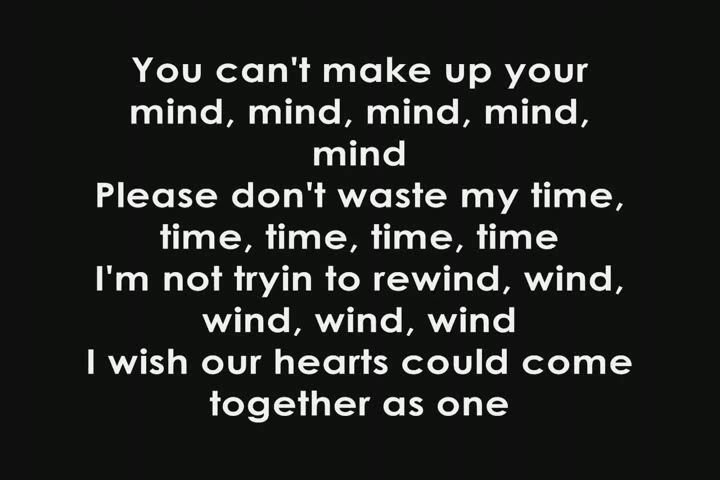 You can't make up your
mind, mind, mind, mind,
mind
Please don't waste my time,
time, time, time, time
I'm not tryin to rewind, wind,
wind, wind, wind
I wish our hearts could come
together as one